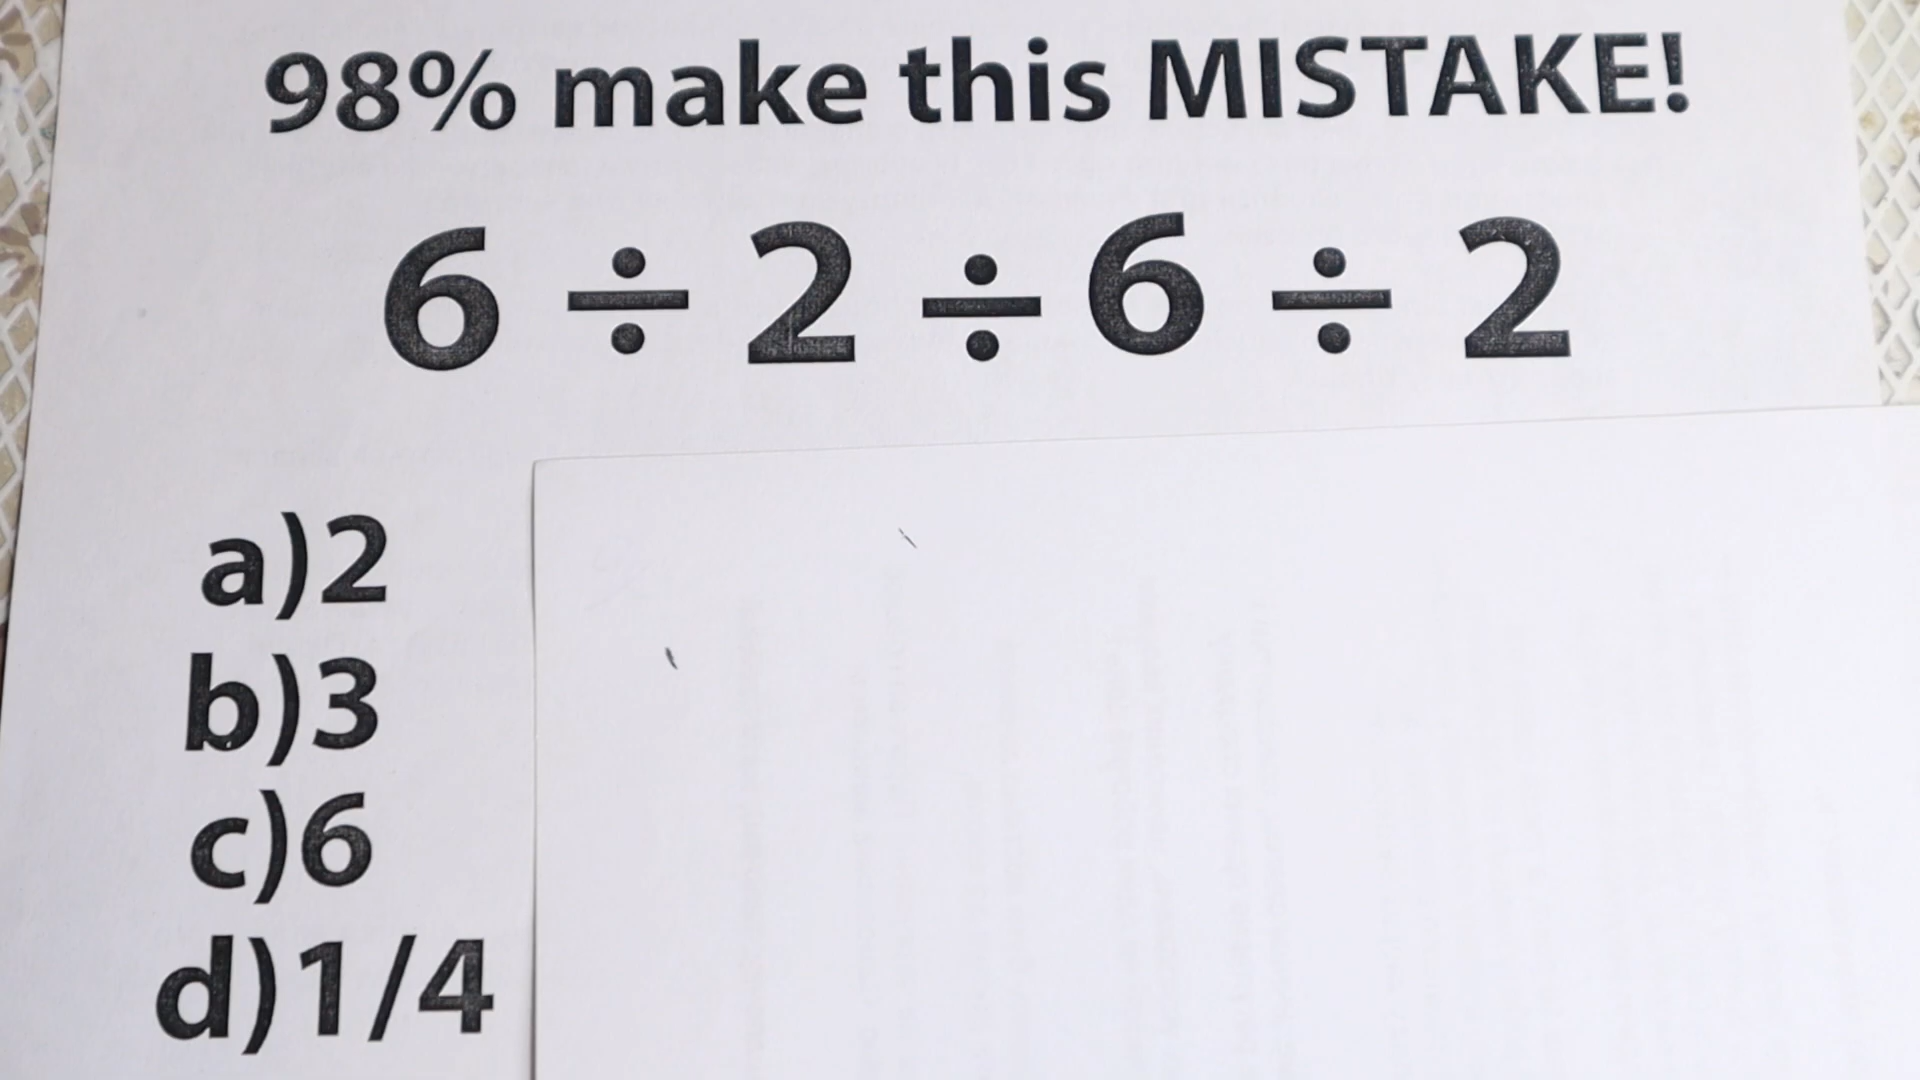 98% make this MISTAKE!
6 ÷ 2 ÷ 6 ÷ 2
a)2
b)3
c)6
d)1/4